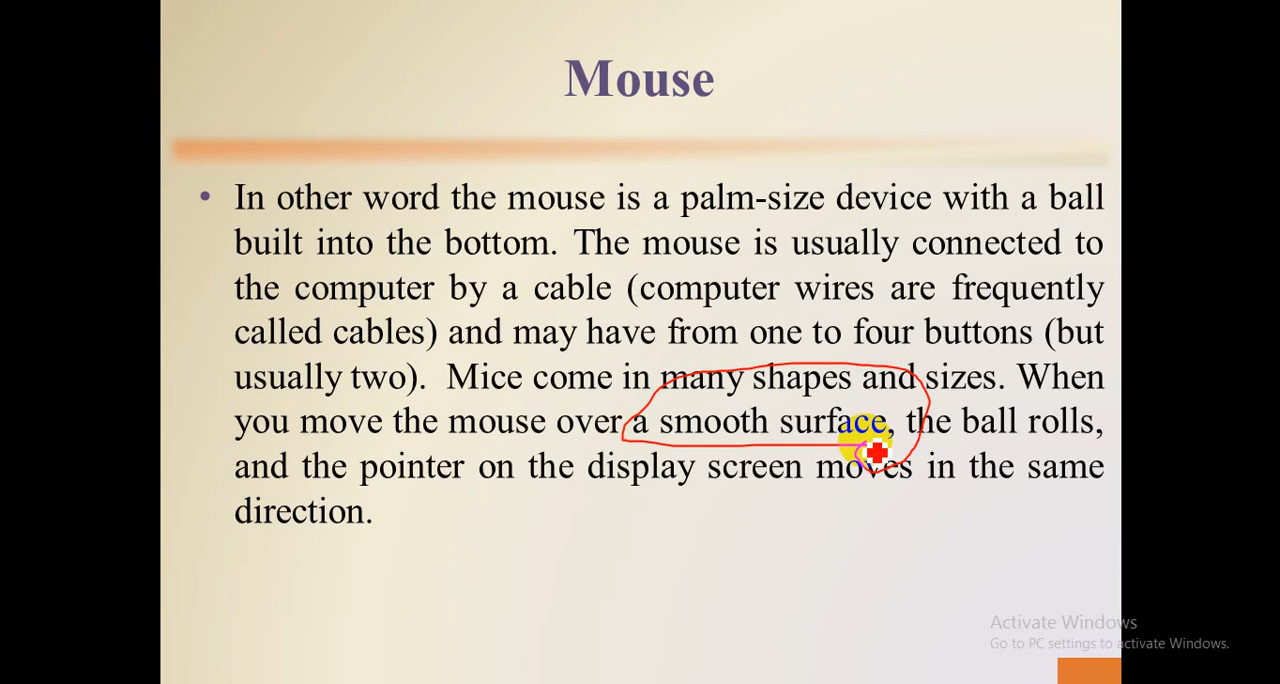 Mouse
• In other word the mouse is a palm-size device with a ball
built into the bottom. The mouse is usually connected to
the computer by a cable (computer wires are frequently
called cables) and may have from one to four buttons (but
usually two). Mice come in many shapes and sizes. When
you move the mouse over a smooth surface, the ball rolls,
and the pointer on the display screen moves in the same
direction.
Activate Windows
Go to PC settings to activate Windows.